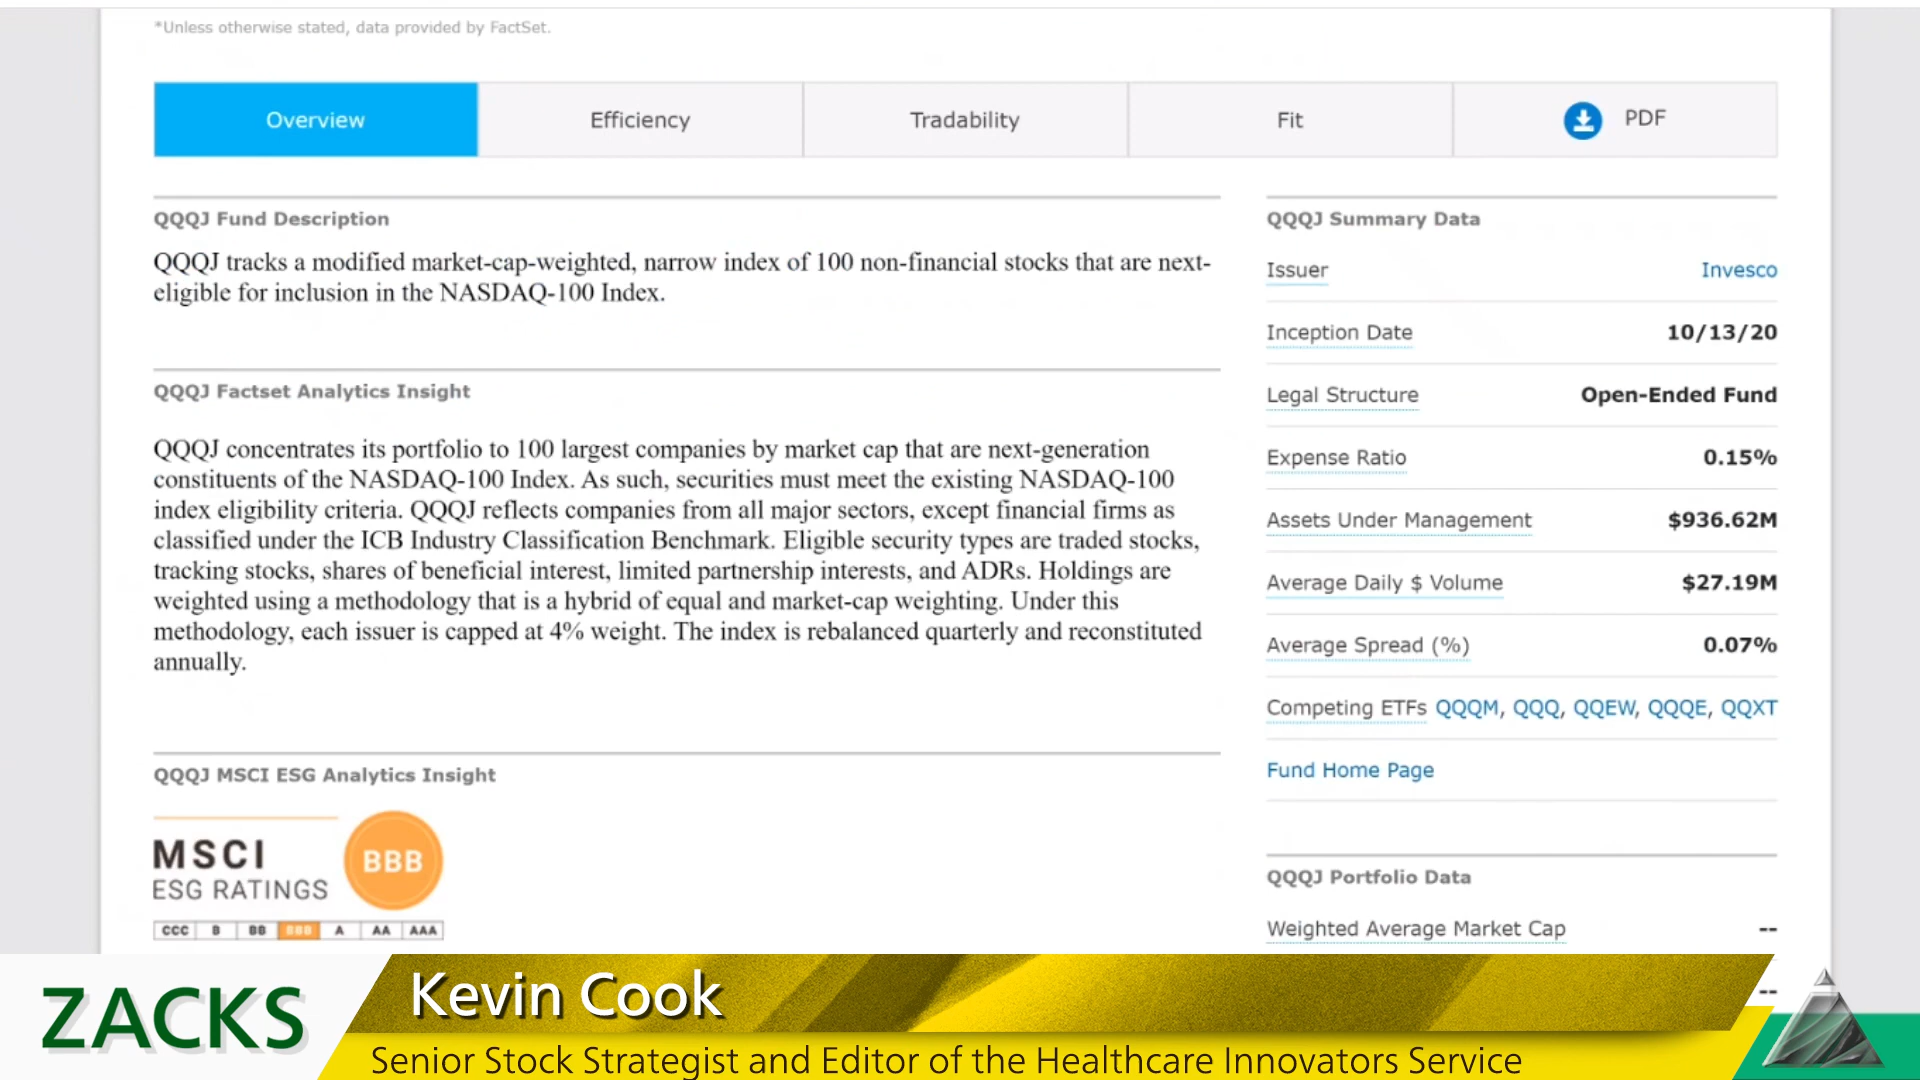 *Unless otherwise stated, data provided by FactSet.
Overview
Efficiency
Tradability
Fit
PDF
QQQJ Fund Description
QQQJ tracks a modified market-cap-weighted, narrow index of 100 non-financial stocks that are next-
eligible for inclusion in the NASDAQ-100 Index.
QQQJ Factset Analytics Insight
QQQJ concentrates its portfolio to 100 largest companies by market cap that are next-generation
constituents of the NASDAQ-100 Index. As such, securities must meet the existing NASDAQ-100
index eligibility criteria. QQQJ reflects companies from all major sectors, except financial firms as
classified under the ICB Industry Classification Benchmark. Eligible security types are traded stocks,
tracking stocks, shares of beneficial interest, limited partnership interests, and ADRs. Holdings are
weighted using a methodology that is a hybrid of equal and market-cap weighting. Under this
methodology, each issuer is capped at 4% weight. The index is rebalanced quarterly and reconstituted
annually.
QQQJ MSCI ESG Analytics Insight
MSCI
ESG RATINGS
BBB
CCC B BB BBB A AA AAA
QQQJ Summary Data
Issuer Invesco
Inception Date 10/13/20
Legal Structure Open-Ended Fund
Expense Ratio 0.15%
Assets Under Management $936.62M
Average Daily $ Volume $27.19M
Average Spread (%) 0.07%
Competing ETFs QQQM, QQQ, QQEW, QQQE, QQXT
Fund Home Page
QQQJ Portfolio Data
Weighted Average Market Cap --
--
ZACKS
Kevin Cook
Senior Stock Strategist and Editor of the Healthcare Innovators Service